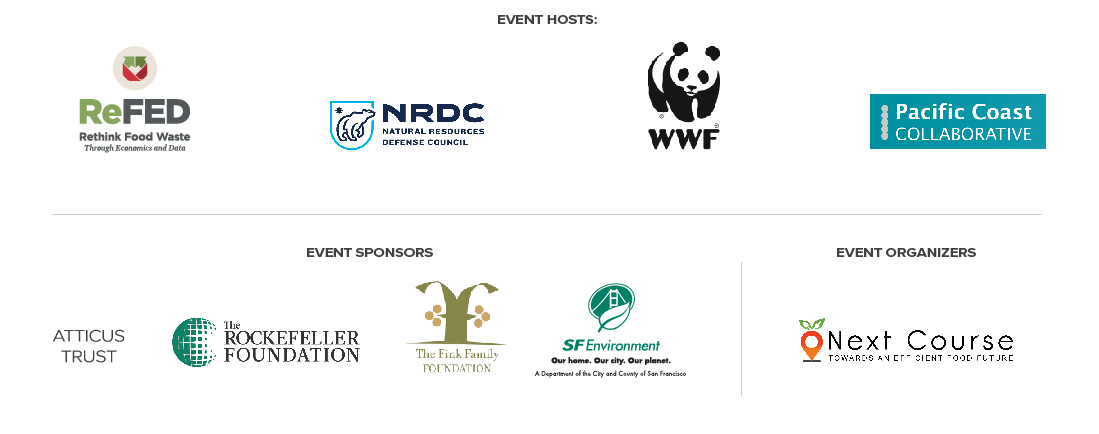 EVENT HOSTS:
ReFED
Rethink Food Waste
Through Economics and Data
NRDC
NATURAL RESOURCES
DEFENSE COUNCIL
®
®
WWF
Pacific Coast
COLLABORATIVE
EVENT SPONSORS
ATTICUS
TRUST
The
ROCKEFELLER
FOUNDATION
The Fink Family
FOUNDATION
SF Environment
Our home. Our city. Our planet.
A Department of the City and County of San Francisco
EVENT ORGANIZERS
Next Course
TOWARDS AN EFFICIENT FOOD FUTURE